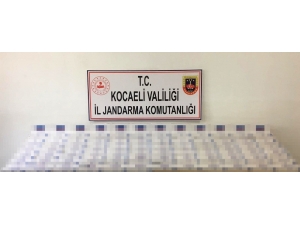 T.C.
KOCAELİ VALİLİĞİ
İL JANDARMA KOMUTANLIĞI